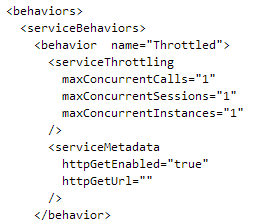 <behaviors>
<serviceBehaviors>
<behavior  name="Throttled">
<serviceThrottling
maxConcurrentCalls="1"
maxConcurrentSessions="1"
maxConcurrentInstances="1"
/>
<serviceMetadata
httpGetEnabled="true"
httpGetUrl=""
/>
</behavior>